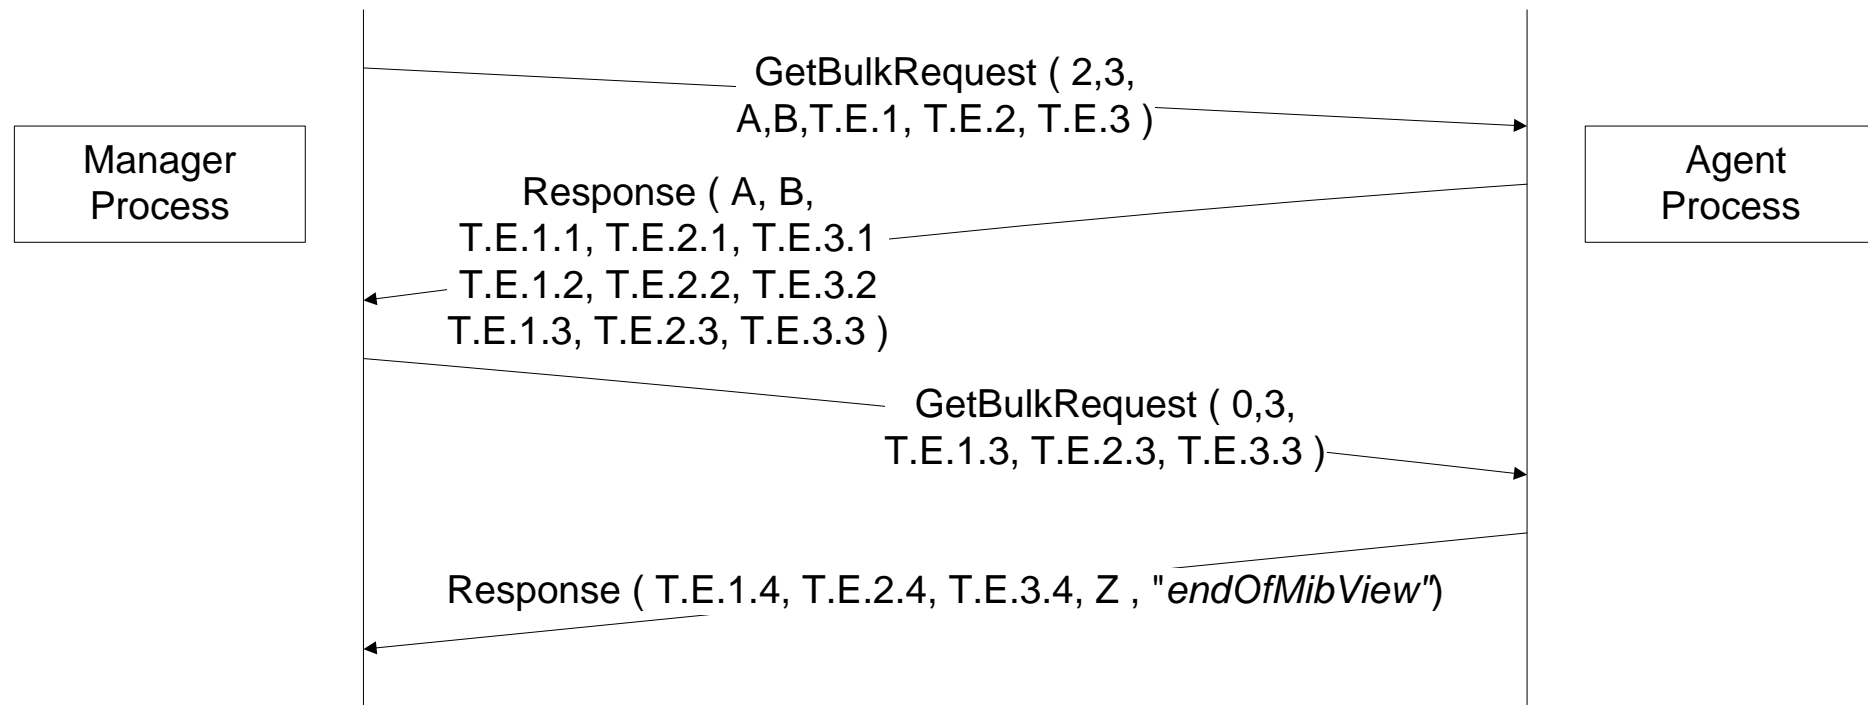 GetBulkRequest ( 2,3,
A,B,T.E.1, T.E.2, T.E.3 )
Manager
Process
Agent
Process
Response ( A, B,
T.E.1.1, T.E.2.1, T.E.3.1
T.E.1.2, T.E.2.2, T.E.3.2
T.E.1.3, T.E.2.3, T.E.3.3 )
GetBulkRequest ( 0,3,
T.E.1.3, T.E.2.3, T.E.3.3 )
Response ( T.E.1.4, T.E.2.4, T.E.3.4, Z , "endOfMibView")